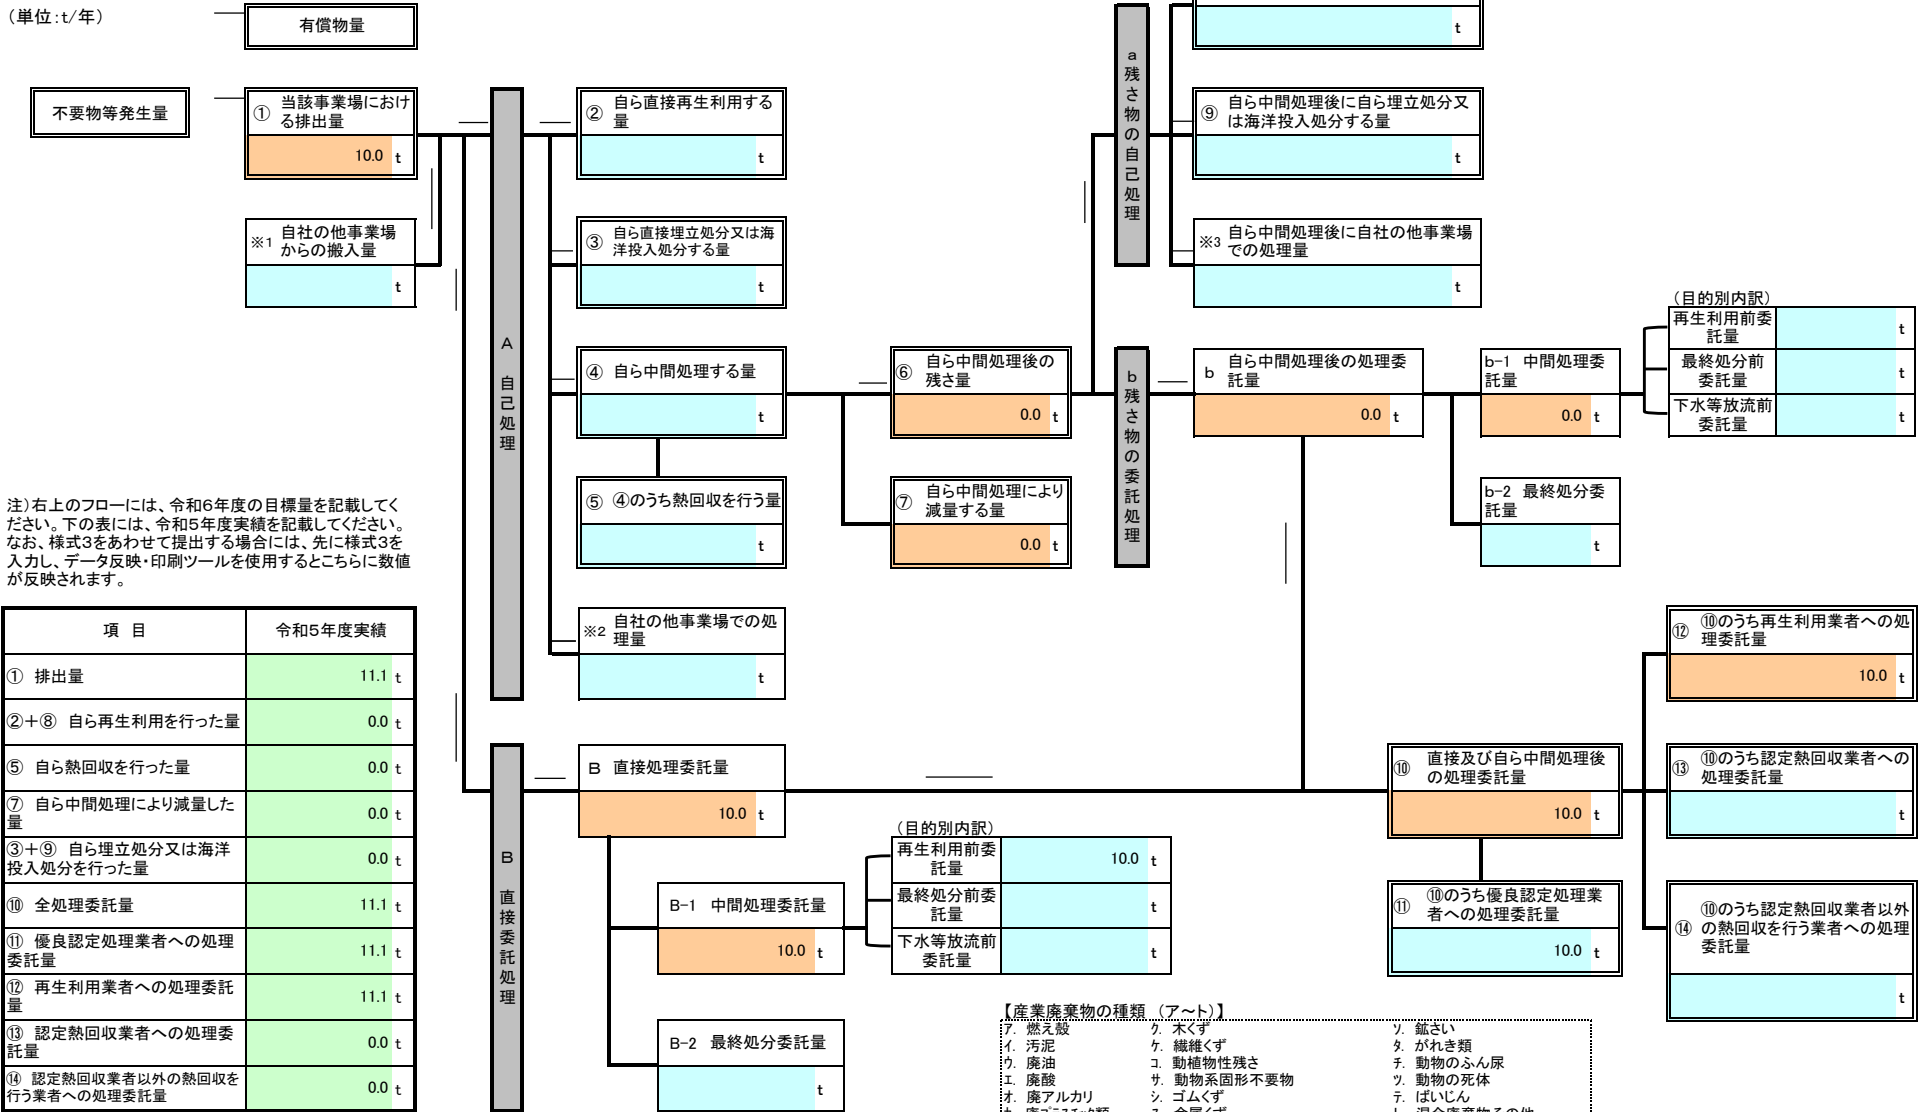 （単位:t/年）
有償物量
t
不要物等発生量
① 当該事業場におけ
る排出量
10.0 t
② 自ら直接再生利用する
量
t
⑨ 自ら中間処理後に自ら埋立処分又
は海洋投入処分する量
t
a
残さ物の自己処理
※1 自社の他事業場
からの搬入量
t
③ 自ら直接埋立処分又は海
洋投入処分する量
t
※3 自ら中間処理後に自社の他事業場
での処理量
t
A
自己処理
④ 自ら中間処理する量
t
⑥ 自ら中間処理後の
残さ量
0.0 t
b
残さ物の委託処理
b 自ら中間処理後の処理委
託量
0.0 t
b-1 中間処理委
託量
0.0 t
（目的別内訳）
再生利用前委
託量
t
最終処分前
委託量
t
下水等放流前
委託量
t
⑤ ④のうち熱回収を行う量
t
⑦ 自ら中間処理により
減量する量
0.0 t
b-2 最終処分委
託量
t
注）右上のフローには、令和６年度の目標量を記載してく
ださい。下の表には、令和５年度実績を記載してください。
なお、様式３をあわせて提出する場合には、先に様式３を
入力し、データ反映・印刷ツールを使用するとこちらに数値
が反映されます。
※2 自社の他事業場での処
理量
t
項 目 令和５年度実績
① 排出量 11.1 t
②＋⑧ 自ら再生利用を行った量 0.0 t
⑤ 自ら熱回収を行った量 0.0 t
⑦ 自ら中間処理により減量した
量 0.0 t
③＋⑨ 自ら埋立処分又は海洋
投入処分を行った量 0.0 t
⑩ 全処理委託量 11.1 t
⑪ 優良認定処理業者への処理
委託量 11.1 t
⑫ 再生利用業者への処理委託
量 11.1 t
⑬ 認定熱回収業者への処理委
託量 0.0 t
⑭ 認定熱回収業者以外の熱回収を
行う業者への処理委託量 0.0 t
B
直接委託処理
B 直接処理委託量
10.0 t
B-1 中間処理委託量
10.0 t
（目的別内訳）
再生利用前委
託量
10.0 t
最終処分前委
託量
t
下水等放流前
委託量
t
B-2 最終処分委託量
t
⑩ 直接及び自ら中間処理後
の処理委託量
10.0 t
⑪ ⑩のうち優良認定処理業
者への処理委託量
10.0 t
⑫ ⑩のうち再生利用業者への処
理委託量
10.0 t
⑬ ⑩のうち認定熱回収業者への
処理委託量
t
⑭ ⑩のうち認定熱回収業者以外
の熱回収を行う業者への処理
委託量
t
【産業廃棄物の種類 （ア～ト）】
ア. 燃え殻 ク. 木くず ソ. 鉱さい
イ. 汚泥 ケ. 繊維くず タ. がれき類
ウ. 廃油 コ. 動植物性残さ チ. 動物のふん尿
エ. 廃酸 サ. 動物系固形不要物 ツ. 動物の死体
オ. 廃アルカリ シ. ゴムくず テ. ばいじん